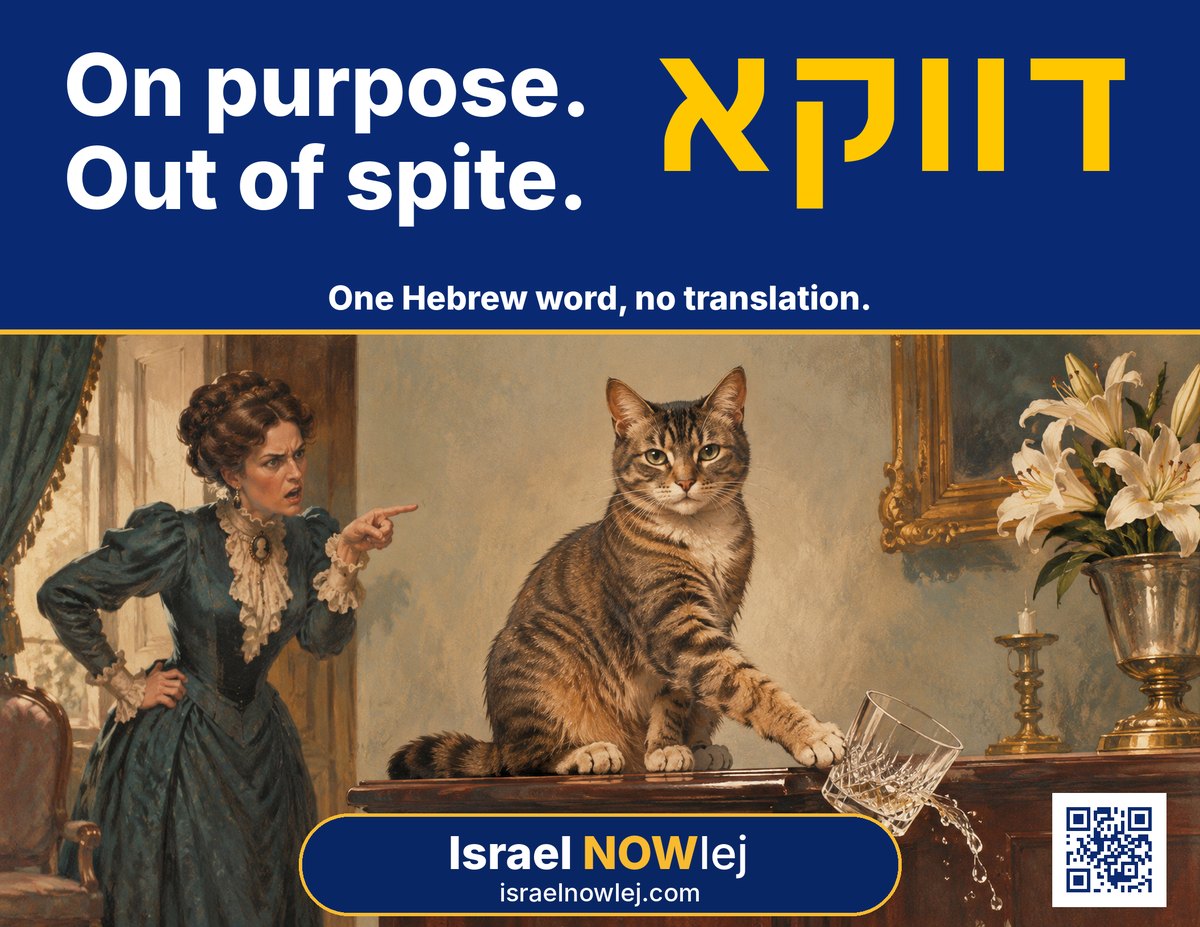 On purpose.
Out of spite.
דווקא
One Hebrew word, no translation.
Israel NOWlej
israelnowlej.com